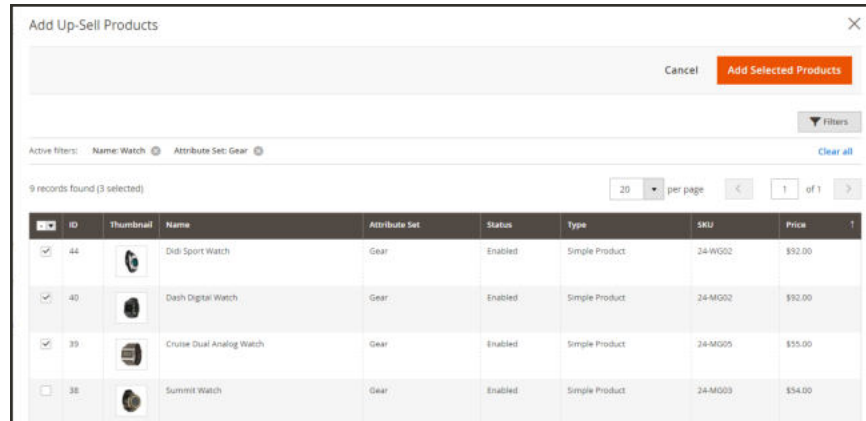 Add Up-Sell Products
Cancel Add Selected Products
Filters
Active filters: Name: Watch Attribute Set: Gear Clear all
9 records found (3 selected) 20 per page 1 of 1
ID Thumbnail Name Attribute Set Status Type SKU Price ↑
44 Didi Sport Watch Gear Enabled Simple Product 24-WG02 $92.00
40 Dash Digital Watch Gear Enabled Simple Product 24-MG02 $92.00
39 Cruise Dual Analog Watch Gear Enabled Simple Product 24-MG05 $55.00
38 Summit Watch Gear Enabled Simple Product 24-MG03 $54.00